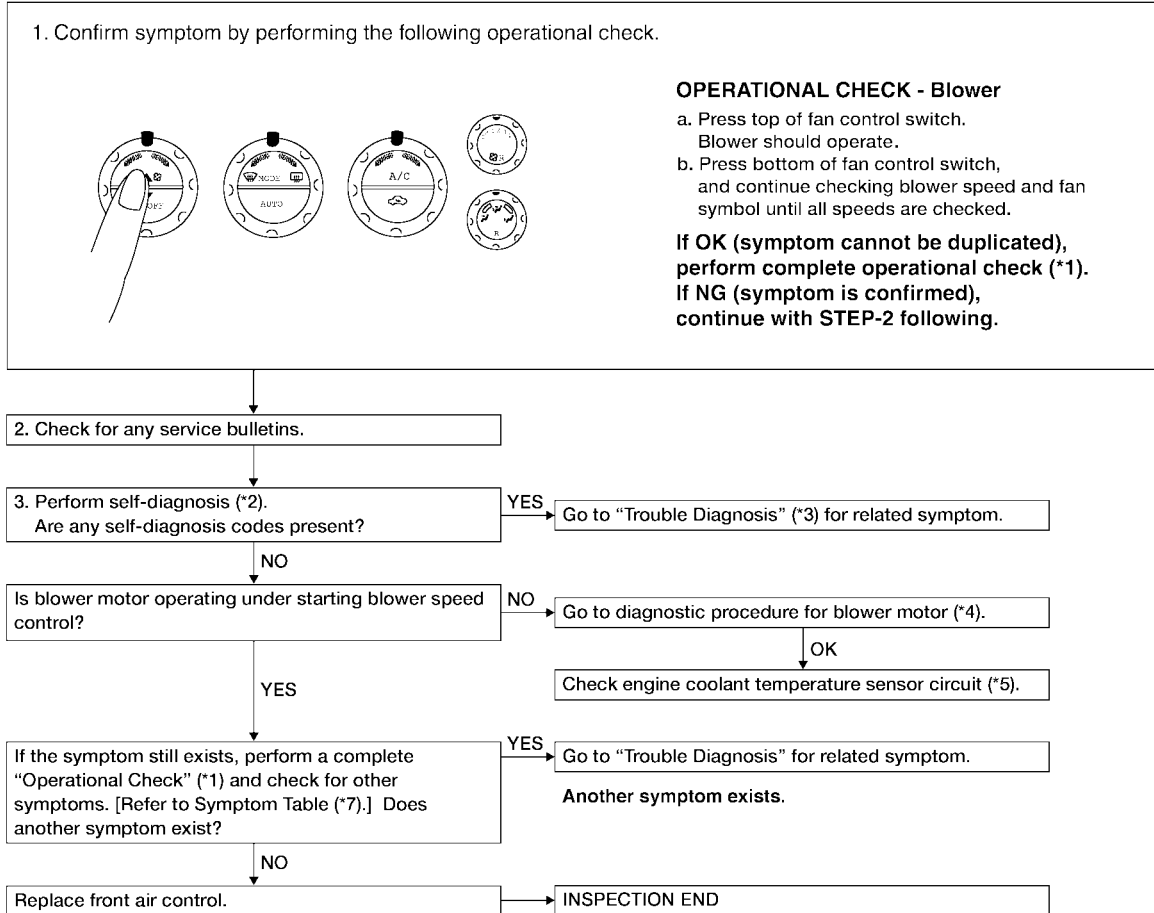 1. Confirm symptom by performing the following operational check.
OFF
MODE
AUTO
A/C
R
R
OPERATIONAL CHECK - Blower
a. Press top of fan control switch.
Blower should operate.
b. Press bottom of fan control switch,
and continue checking blower speed and fan
symbol until all speeds are checked.
If OK (symptom cannot be duplicated),
perform complete operational check (*1).
If NG (symptom is confirmed),
continue with STEP-2 following.
2. Check for any service bulletins.
3. Perform self-diagnosis (*2).
Are any self-diagnosis codes present?
YES
Go to “Trouble Diagnosis” (*3) for related symptom.
NO
Is blower motor operating under starting blower speed
control?
NO
Go to diagnostic procedure for blower motor (*4).
OK
Check engine coolant temperature sensor circuit (*5).
YES
If the symptom still exists, perform a complete
“Operational Check” (*1) and check for other
symptoms. [Refer to Symptom Table (*7).] Does
another symptom exist?
YES
Go to “Trouble Diagnosis” for related symptom.
Another symptom exists.
NO
Replace front air control.
INSPECTION END